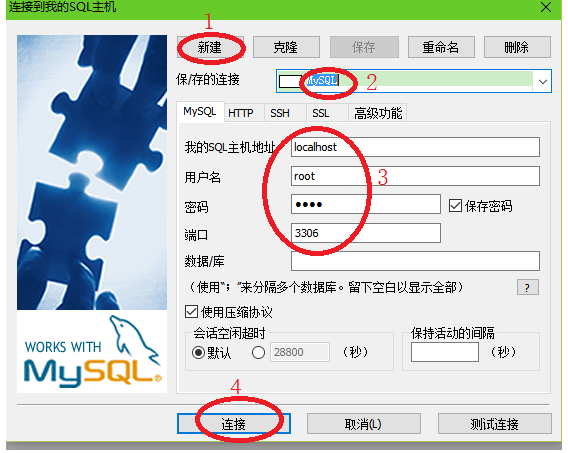 连接到我的SQL主机
1
新建 克隆 保存 重命名 删除
保/存的连接 MySQL 2
MySQL HTTP SSH SSL 高级功能
我的SQL主机地址 localhost
用户名 root 3
密码 ●●●● 保存密码
端口 3306
数据/库
（使用“；”来分隔多个数据库。留下空白以显示全部） ?
使用压缩协议
会话空闲超时 保持活动的间隔
默认 28800 （秒） （秒）
WORKS WITH
MySQL®
4
连接 取消(L) 测试连接